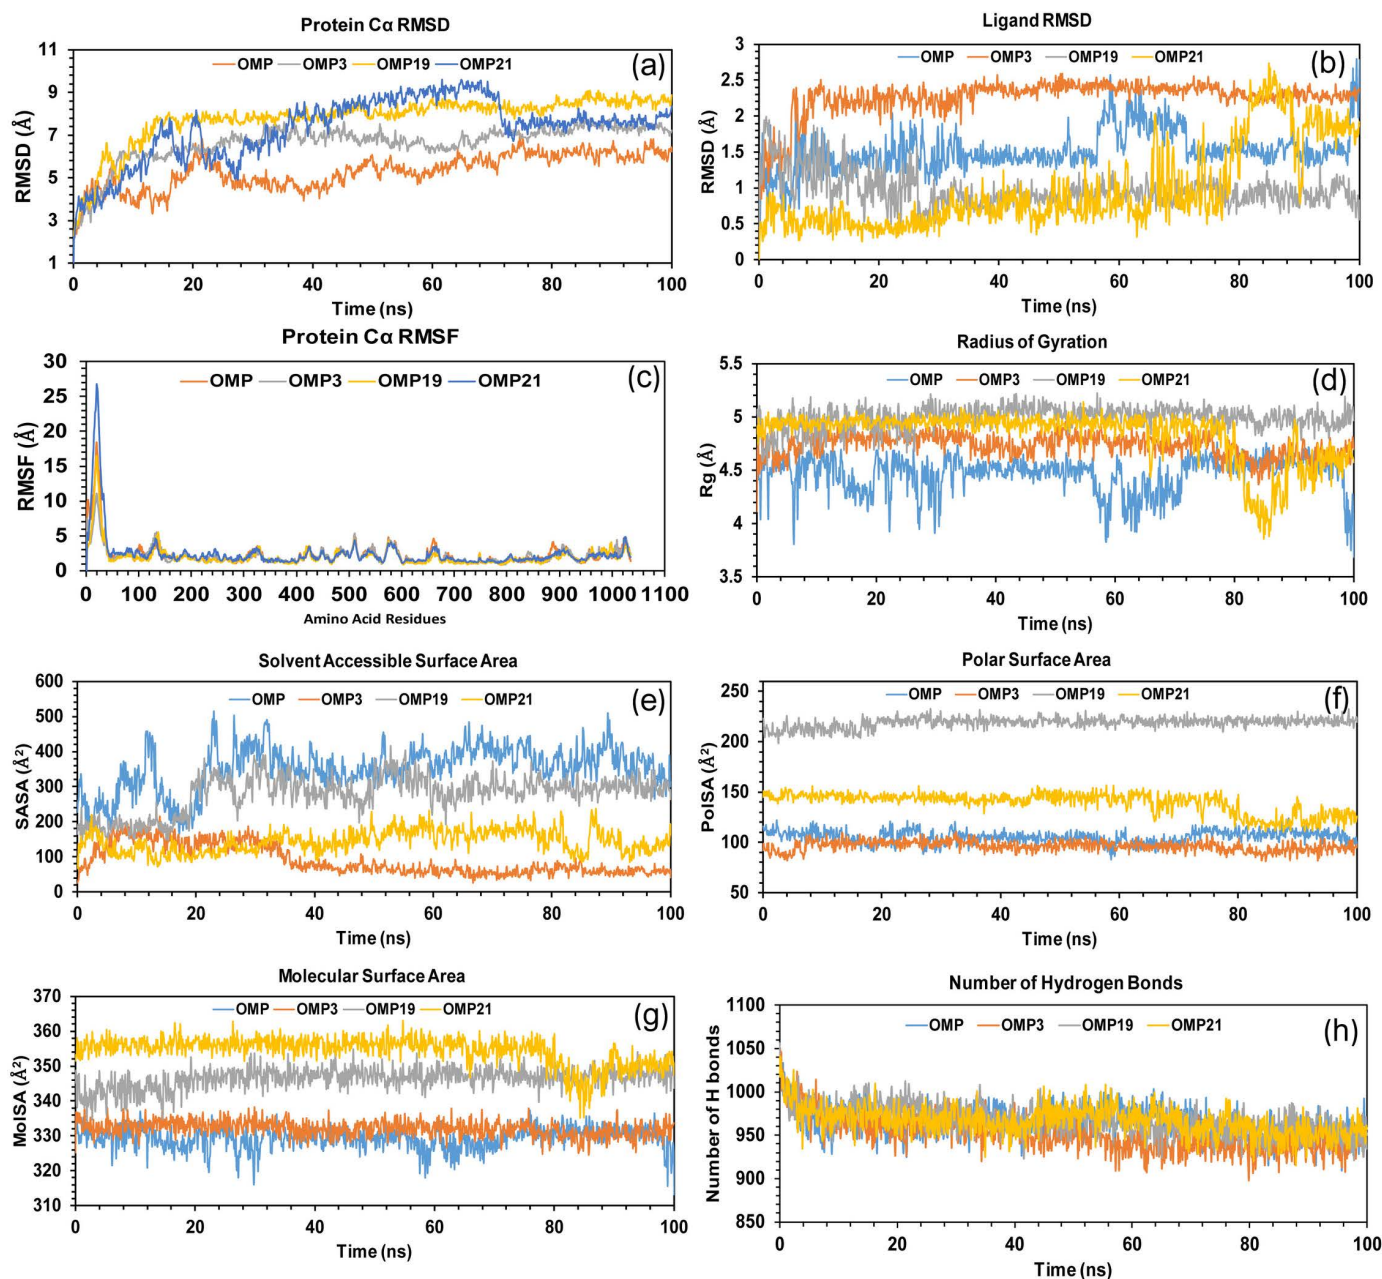 Protein Cα RMSD
OMP OMP3 OMP19 OMP21
(a)
RMSD (Å)
11
9
7
5
3
1
0 20 40 60 80 100
Time (ns)
Ligand RMSD
OMP OMP3 OMP19 OMP21
(b)
RMSD (Å)
3
2.5
2
1.5
1
0.5
0
0 20 40 60 80 100
Time (ns)
Protein Cα RMSF
OMP OMP3 OMP19 OMP21
(c)
RMSF (Å)
30
25
20
15
10
5
0
0 100 200 300 400 500 600 700 800 900 1000 1100
Amino Acid Residues
Radius of Gyration
OMP OMP3 OMP19 OMP21
(d)
Rg (Å)
5.5
5
4.5
4
3.5
0 20 40 60 80 100
Time (ns)
Solvent Accessible Surface Area
OMP OMP3 OMP19 OMP21
(e)
SASA (Å²)
600
500
400
300
200
100
0
0 20 40 60 80 100
Time (ns)
Polar Surface Area
OMP OMP3 OMP19 OMP21
(f)
PolSA (Å²)
250
200
150
100
50
0 20 40 60 80 100
Time (ns)
Molecular Surface Area
OMP OMP3 OMP19 OMP21
(g)
MolSA (Å²)
370
360
350
340
330
320
310
0 20 40 60 80 100
Time (ns)
Number of Hydrogen Bonds
OMP OMP3 OMP19 OMP21
(h)
Number of H bonds
1100
1050
1000
950
900
850
0 20 40 60 80 100
Time (ns)